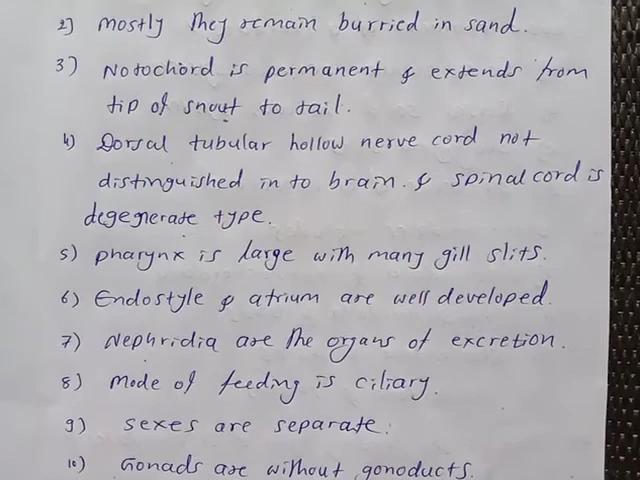 2) mostly they remain burried in sand.
3) Notochord is permanent & extends from
tip of snout to tail.
4) Dorsal tubular hollow nerve cord not
distinguished in to brain. & spinal cord is
degegnerate type.
5) pharynx is large with many gill slits.
6) Endostyle & atrium are well developed.
7) Nephridia are the organs of excretion.
8) mode of feeding is ciliary.
9) sexes are separate.
10) Gonads are without gonoducts.